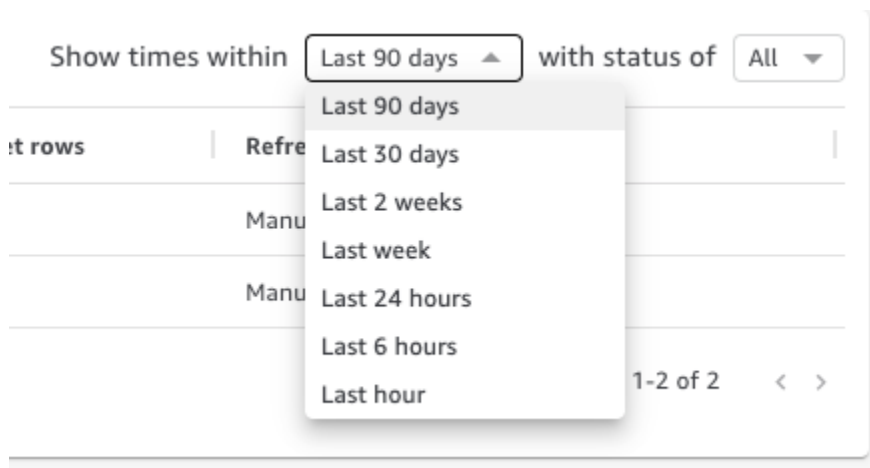 Show times within Last 90 days with status of All
Last 90 days
et rows Refre
Last 30 days
Last 2 weeks
Manu
Last week
Manu
Last 24 hours
Last 6 hours
1-2 of 2 < >
Last hour